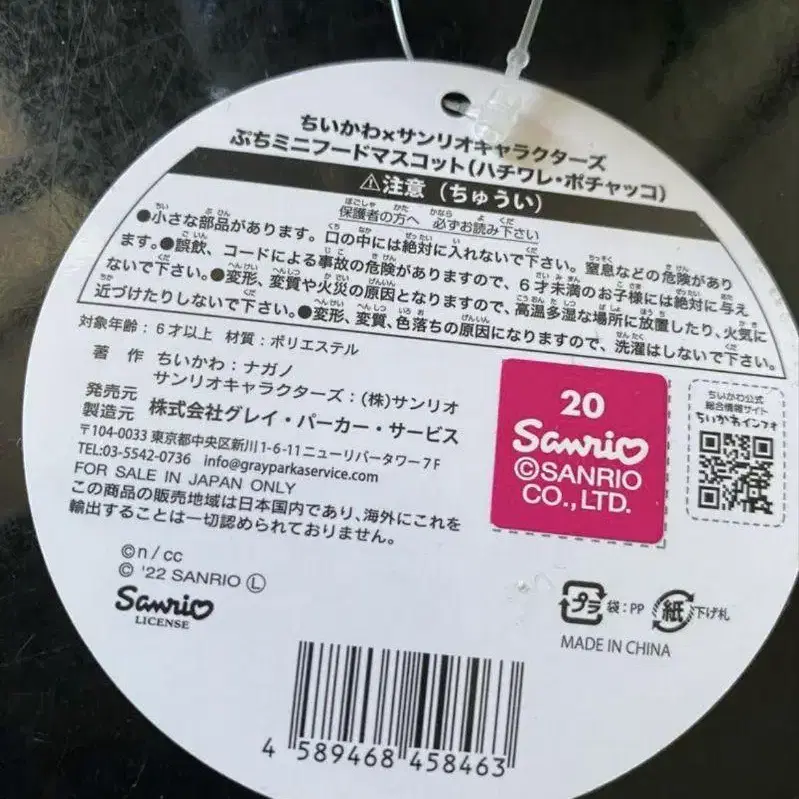 ちいかわ×サンリオキャラクターズ
ぷちミニフードマスコット(ハチワレ・ポチャッコ)
⚠注意(ちゅうい)
保護者の方へ 必ずお読み下さい
●小さな部品があります。口の中には絶対に入れないで下さい。窒息などの危険があり
ます。●誤飲、コードによる事故の危険がありますので、6才未満のお子様には絶対に与え
ないで下さい。●変形、変質や火災の原因となりますので、高温多湿な場所に放置したり、火気に
近づけたりしないで下さい。●変形、変質、色落ちの原因になりますので、洗濯はしないで下さい。
対象年齢:6才以上 材質:ポリエステル
著 作 ちいかわ:ナガノ
サンリオキャラクターズ:(株)サンリオ
発売元
製造元 株式会社グレイ・パーカー・サービス
〒104-0033 東京都中央区新川1-6-11ニューリバータワー7F
TEL:03-5542-0736 info@grayparkaservice.com
FOR SALE IN JAPAN ONLY
この商品の販売地域は日本国内であり、海外にこれを
輸出することは一切認められておりません。
20
Sanrio
©SANRIO
CO.,LTD.
ちいかわ公式
総合情報サイト
ちいかわインフォ
©n / cc
© '22 SANRIO Ⓛ
Sanrio
LICENSE
プラ 袋:PP 紙 下げ札
MADE IN CHINA
4 589468 458463